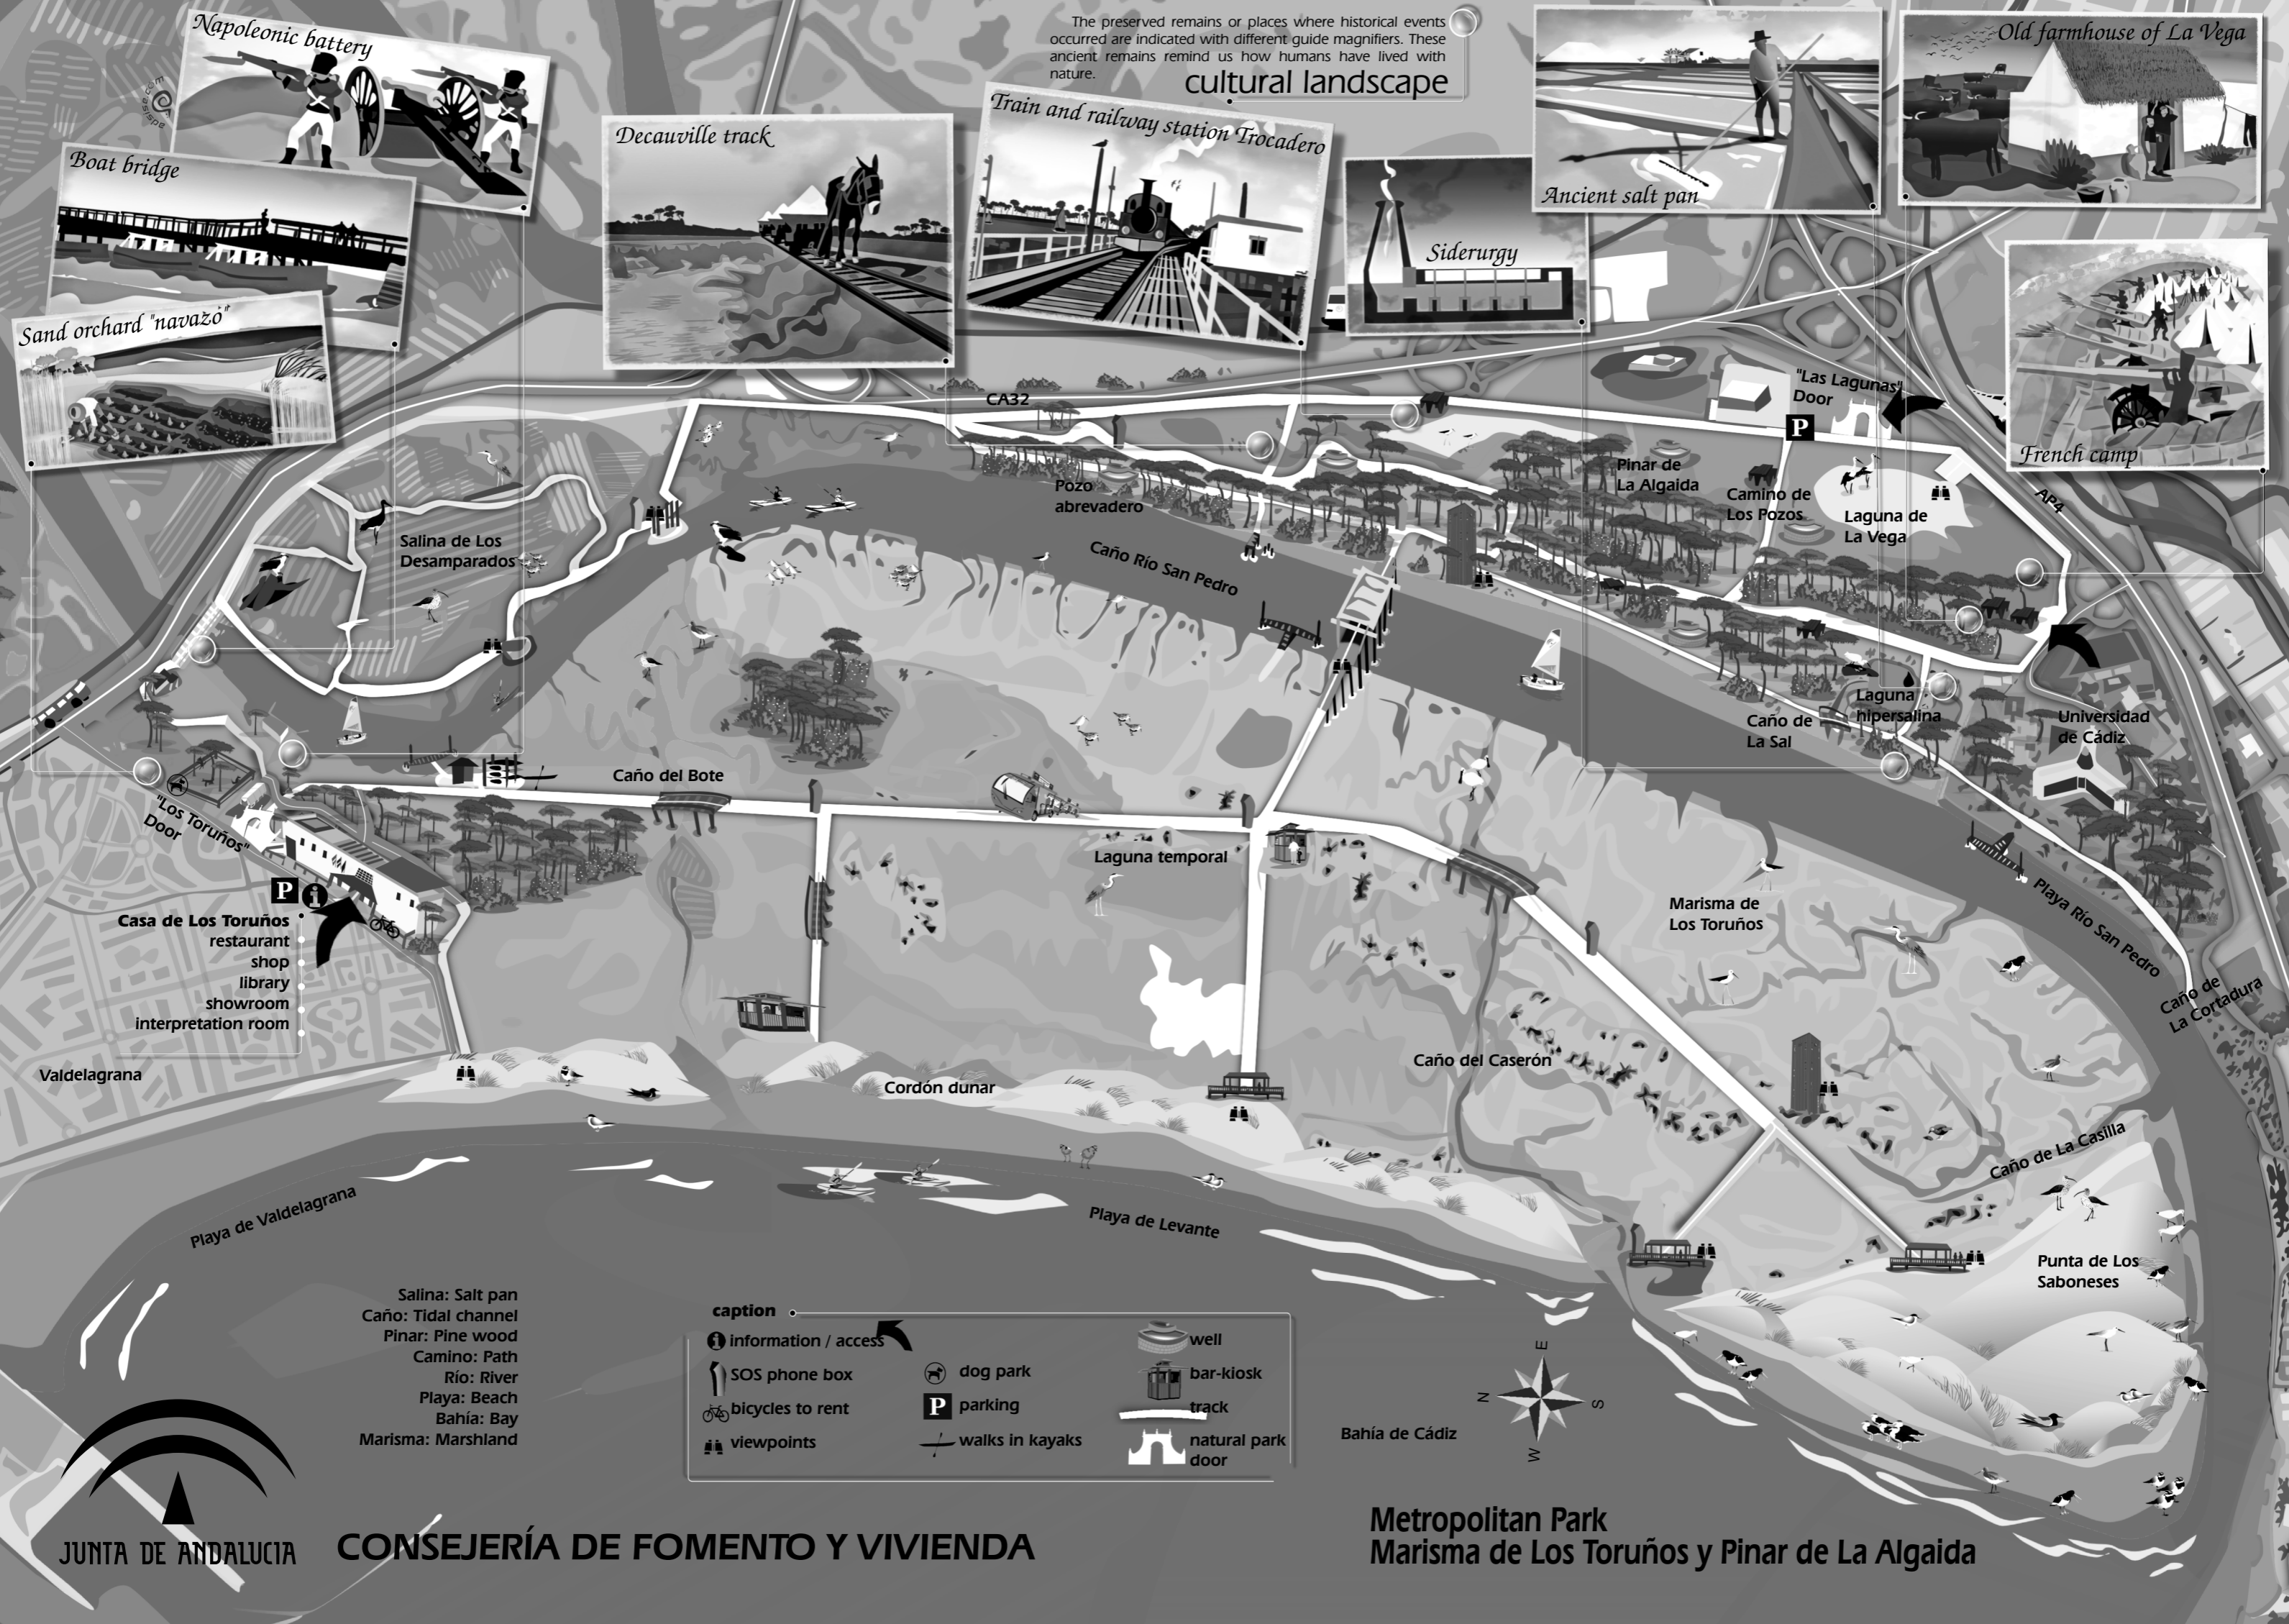 Napoleonic battery
Boat bridge
Sand orchard "navazo"
Decauville track
The preserved remains or places where historical events
occurred are indicated with different guide magnifiers. These
ancient remains remind us how humans have lived with
nature.
cultural landscape
Train and railway station Trocadero
Siderurgy
Ancient salt pan
Old farmhouse of La Vega
French camp
CA32
"Las Lagunas"
Door
P
AP4
Pinar de
La Algaida
Camino de
Los Pozos
Laguna de
La Vega
Pozo
abrevadero
Caño Río San Pedro
Salina de Los
Desamparados
Laguna
hipersalina
Caño de
La Sal
Universidad
de Cádiz
Caño del Bote
"Los Toruños"
Door
Laguna temporal
Marisma de
Los Toruños
Playa Río San Pedro
Caño de
La Cortadura
P i
Casa de Los Toruños
restaurant
shop
library
showroom
interpretation room
Valdelagrana
Cordón dunar
Caño del Caserón
Caño de La Casilla
Playa de Valdelagrana
Playa de Levante
Punta de Los
Saboneses
Salina: Salt pan
Caño: Tidal channel
Pinar: Pine wood
Camino: Path
Río: River
Playa: Beach
Bahía: Bay
Marisma: Marshland
caption
i information / access
SOS phone box
bicycles to rent
viewpoints
dog park
P parking
walks in kayaks
well
bar-kiosk
track
natural park
door
E
N
S
W
Bahía de Cádiz
JUNTA DE ANDALUCIA
CONSEJERÍA DE FOMENTO Y VIVIENDA
Metropolitan Park
Marisma de Los Toruños y Pinar de La Algaida